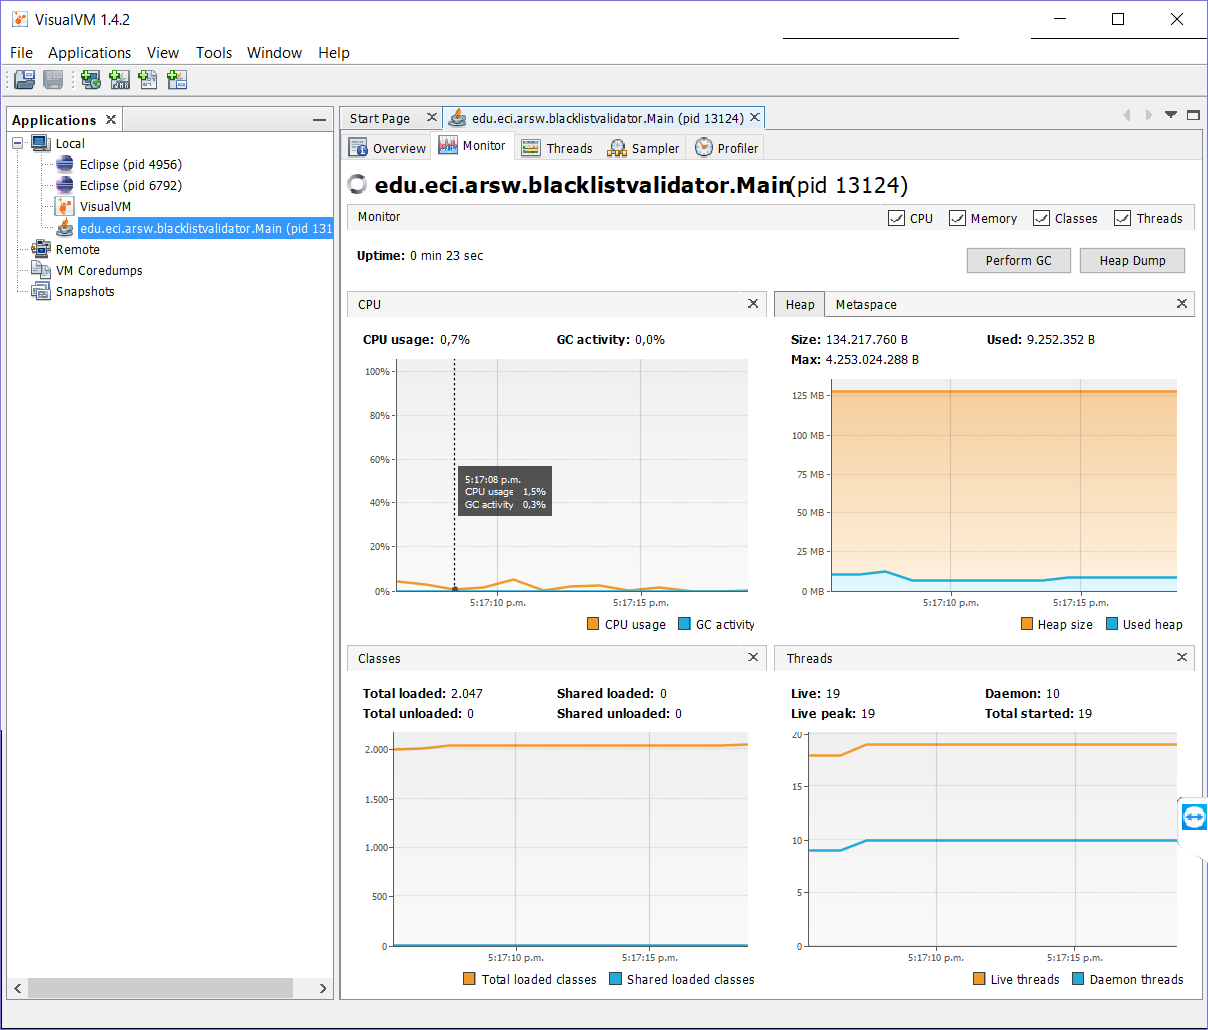 VisualVM 1.4.2
File Applications View Tools Window Help
Applications
Local
Eclipse (pid 4956)
Eclipse (pid 6792)
VisualVM
edu.eci.arsw.blacklistvalidator.Main (pid 131
Remote
VM Coredumps
Snapshots
Start Page edu.eci.arsw.blacklistvalidator.Main (pid 13124)
Overview Monitor Threads Sampler Profiler
edu.eci.arsw.blacklistvalidator.Main (pid 13124)
Monitor CPU Memory Classes Threads
Uptime: 0 min 23 sec Perform GC Heap Dump
CPU
CPU usage: 0,7% GC activity: 0,0%
100%
80%
60%
40%
20%
0%
5:17:08 p.m.
CPU usage 1,5%
GC activity 0,3%
5:17:10 p.m. 5:17:15 p.m.
CPU usage GC activity
Heap Metaspace
Size: 134.217.760 B Used: 9.252.352 B
Max: 4.253.024.288 B
125 MB
100 MB
75 MB
50 MB
25 MB
0 MB
5:17:10 p.m. 5:17:15 p.m.
Heap size Used heap
Classes
Total loaded: 2.047 Shared loaded: 0
Total unloaded: 0 Shared unloaded: 0
2.000
1.500
1.000
500
0
5:17:10 p.m. 5:17:15 p.m.
Total loaded classes Shared loaded classes
Threads
Live: 19 Daemon: 10
Live peak: 19 Total started: 19
20
15
10
5
0
5:17:10 p.m. 5:17:15 p.m.
Live threads Daemon threads